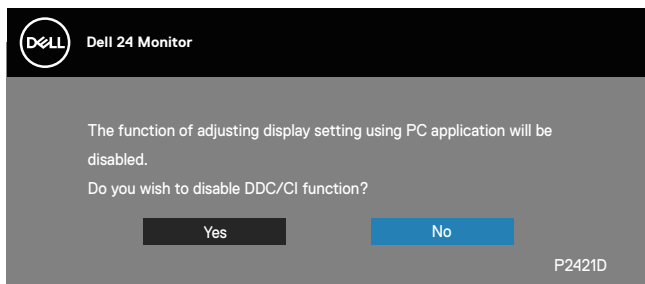 DELL
Dell 24 Monitor
The function of adjusting display setting using PC application will be
disabled.
Do you wish to disable DDC/CI function?
Yes
No
P2421D